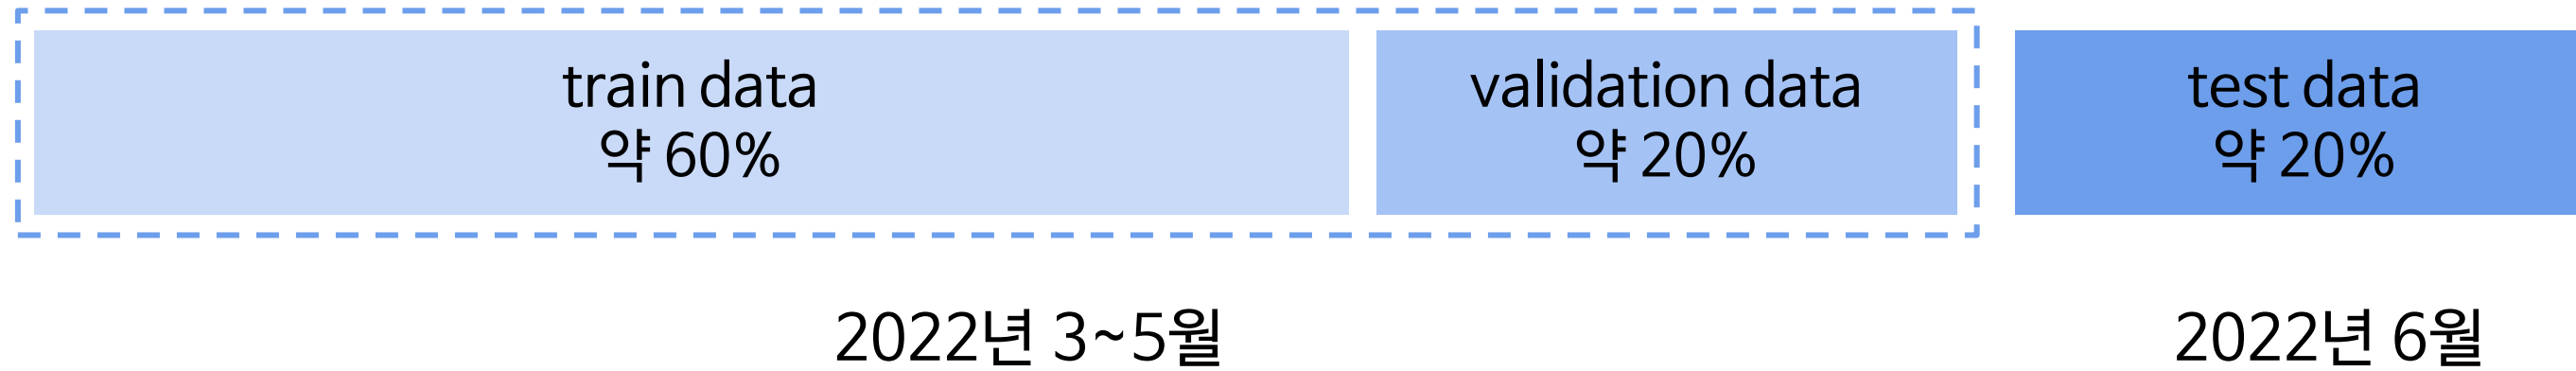 train data
약 60%
validation data
약 20%
test data
약 20%
2022년 3~5월
2022년 6월